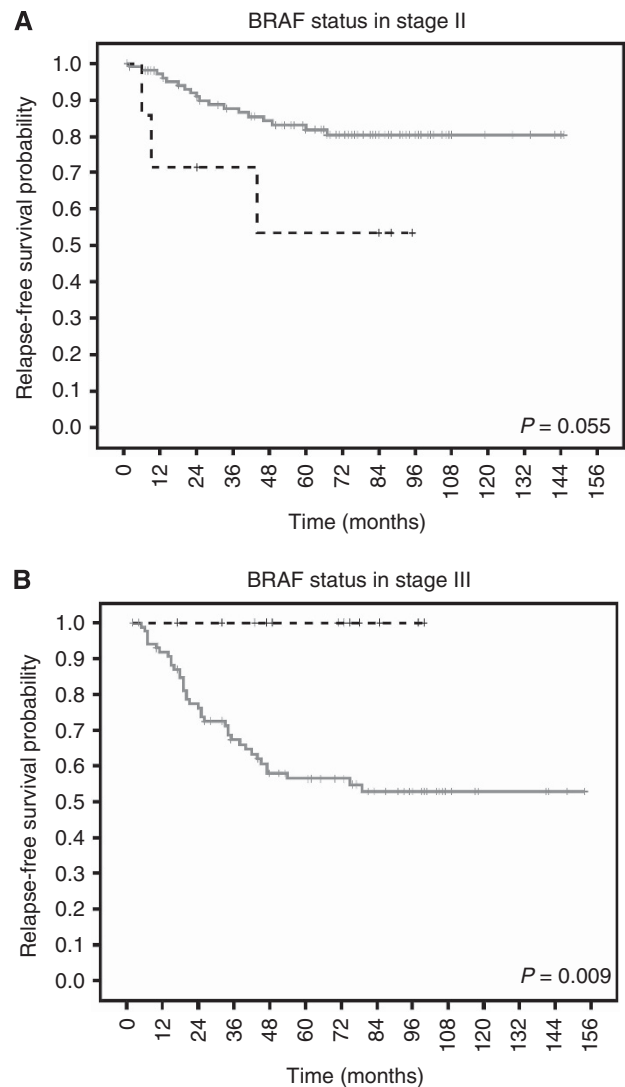 A
BRAF status in stage II
Relapse-free survival probability
1.0
0.9
0.8
0.7
0.6
0.5
0.4
0.3
0.2
0.1
0.0
P = 0.055
0 12 24 36 48 60 72 84 96 108 120 132 144 156
Time (months)
B
BRAF status in stage III
Relapse-free survival probability
1.0
0.9
0.8
0.7
0.6
0.5
0.4
0.3
0.2
0.1
0.0
P = 0.009
0 12 24 36 48 60 72 84 96 108 120 132 144 156
Time (months)